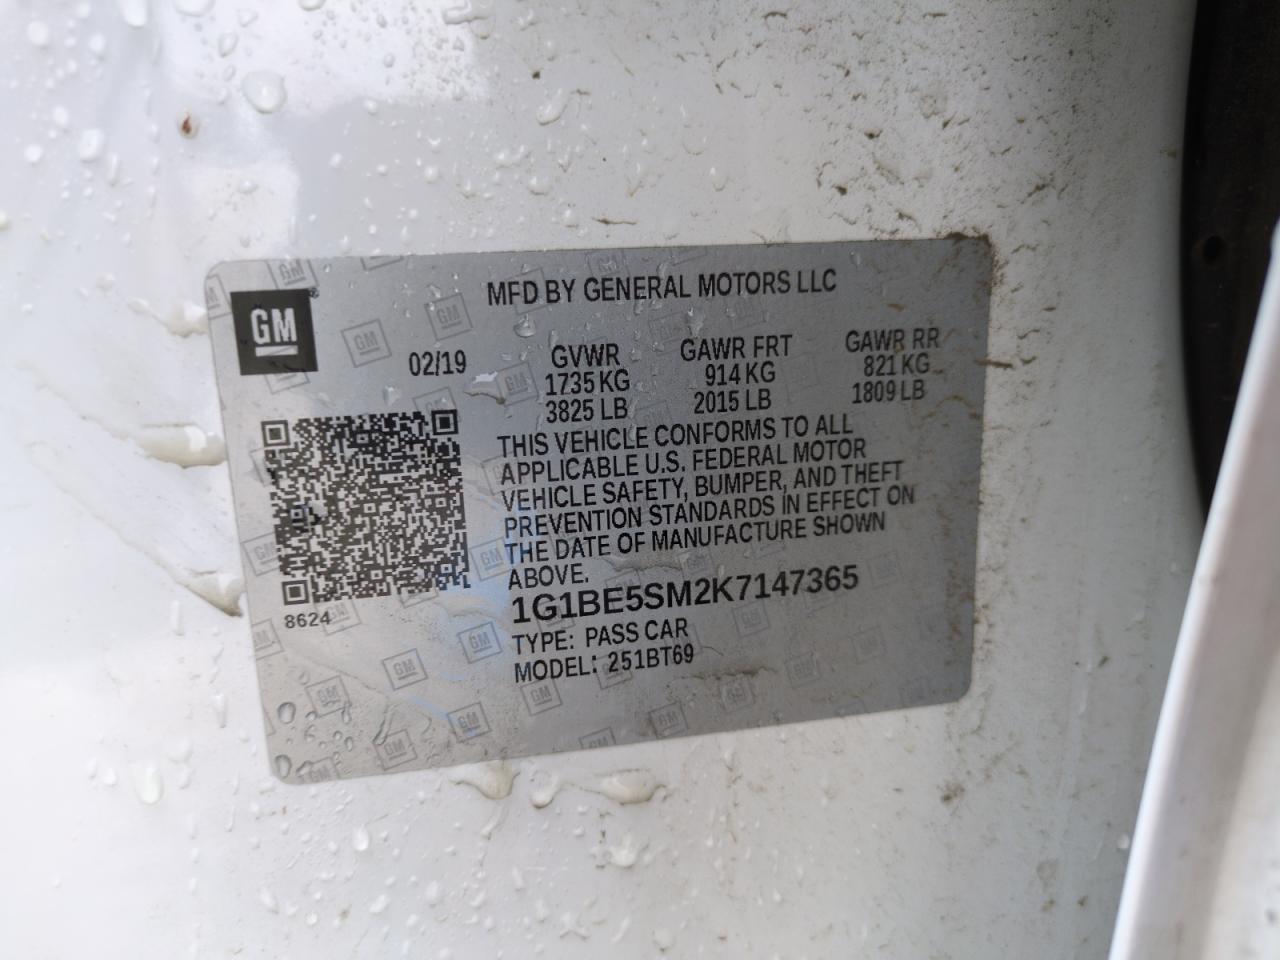 MFD BY GENERAL MOTORS LLC
GM
02/19
GVWR GAWR FRT GAWR RR
1735 KG 914 KG 821 KG
3825 LB 2015 LB 1809 LB
THIS VEHICLE CONFORMS TO ALL
APPLICABLE U.S. FEDERAL MOTOR
VEHICLE SAFETY, BUMPER, AND THEFT
PREVENTION STANDARDS IN EFFECT ON
THE DATE OF MANUFACTURE SHOWN
ABOVE.
1G1BE5SM2K7147365
8624
TYPE: PASS CAR
MODEL: 251BT69